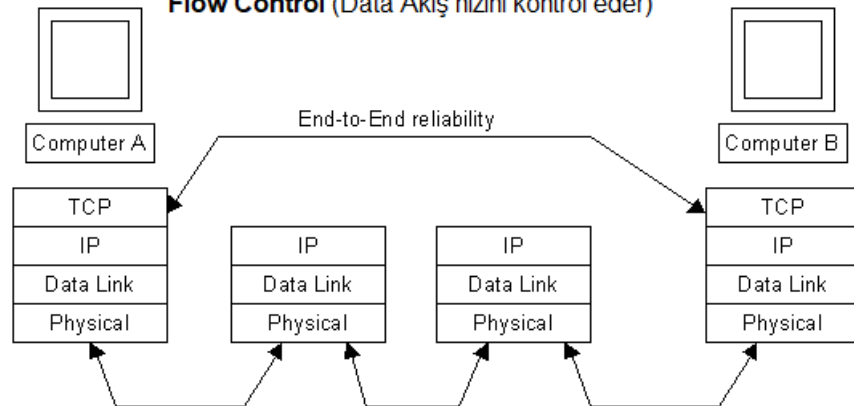 Flow Control (Data Akış hızını kontrol eder)
End-to-End reliability
Computer A
Computer B
TCP
TCP
IP
IP
IP
IP
Data Link
Data Link
Data Link
Data Link
Physical
Physical
Physical
Physical